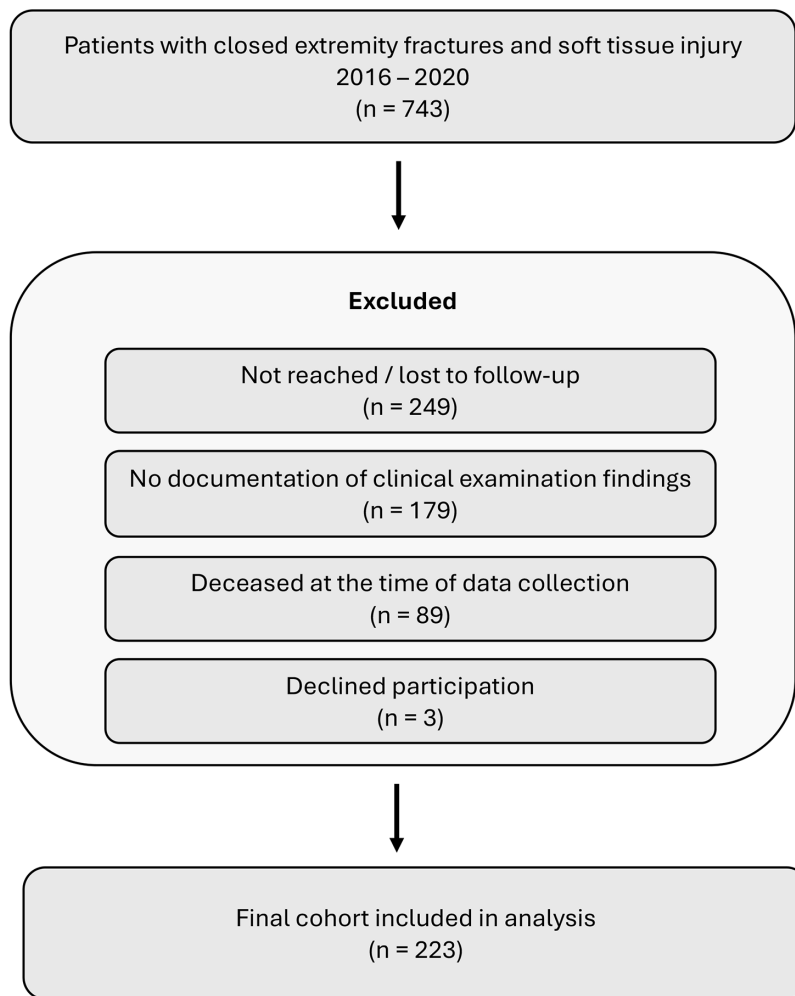 Patients with closed extremity fractures and soft tissue injury
2016 – 2020
(n = 743)
Excluded
Not reached / lost to follow-up
(n = 249)
No documentation of clinical examination findings
(n = 179)
Deceased at the time of data collection
(n = 89)
Declined participation
(n = 3)
Final cohort included in analysis
(n = 223)